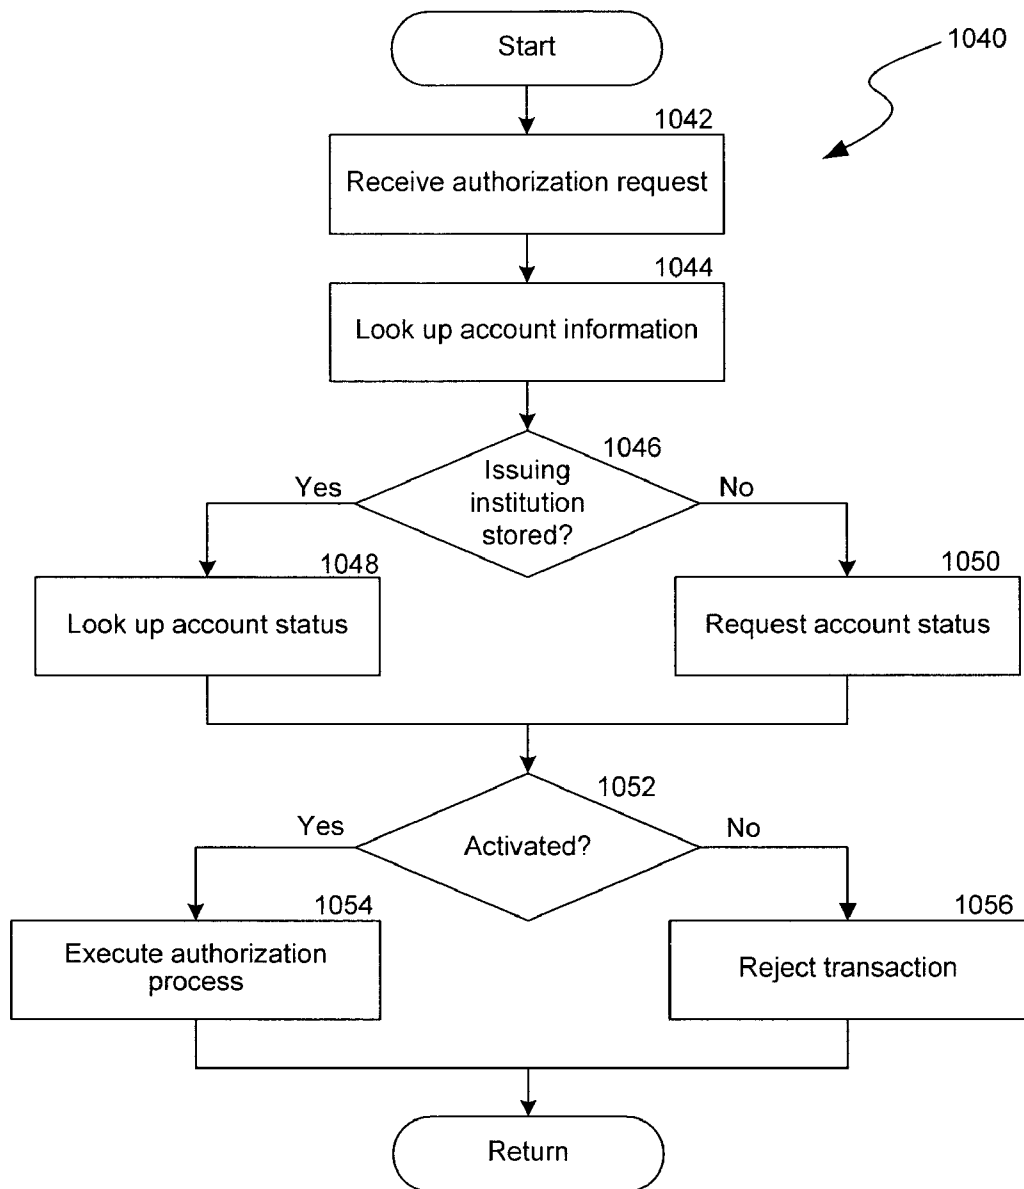 Start
1040
1042
Receive authorization request
1044
Look up account information
1046
Issuing
institution
stored?
Yes
No
1048
Look up account status
1050
Request account status
1052
Activated?
Yes
No
1054
Execute authorization
process
1056
Reject transaction
Return